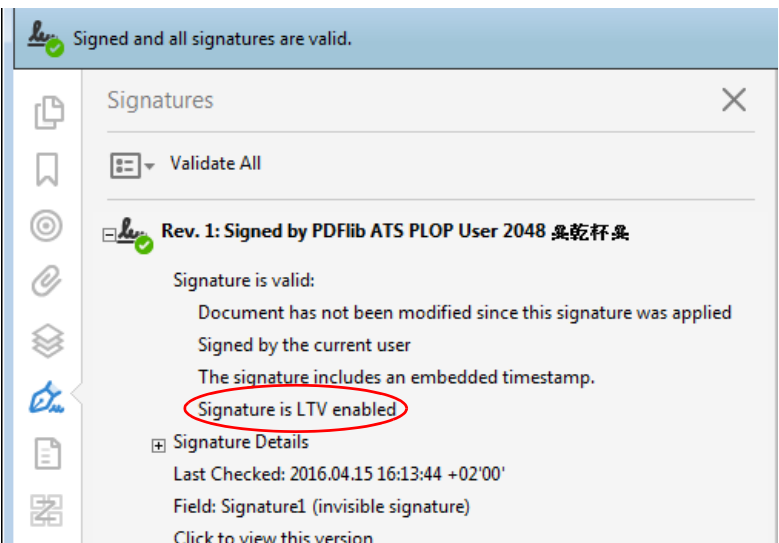 Signed and all signatures are valid.
Signatures
Validate All
Rev. 1: Signed by PDFlib ATS PLOP User 2048 乾杯
Signature is valid:
Document has not been modified since this signature was applied
Signed by the current user
The signature includes an embedded timestamp.
Signature is LTV enabled
Signature Details
Last Checked: 2016.04.15 16:13:44 +02'00'
Field: Signature1 (invisible signature)
Click to view this version